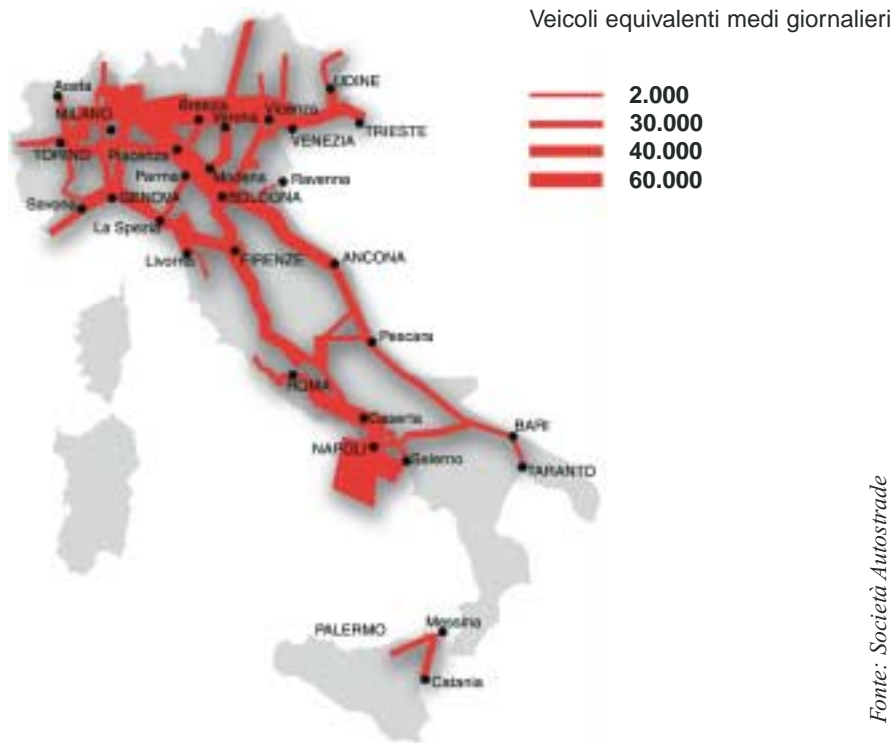 Veicoli equivalenti medi giornalieri
2.000
30.000
40.000
60.000
Aosta
MILANO
Brescia
Verona
Vicenza
UDINE
VENEZIA
TRIESTE
TORINO
Piacenza
Parma
Modena
Ravenna
Savona
GENOVA
BOLOGNA
La Spezia
Livorno
FIRENZE
ANCONA
Pescara
ROMA
Caserta
NAPOLI
Salerno
BARI
TARANTO
PALERMO
Messina
Catania
Fonte: Società Autostrade